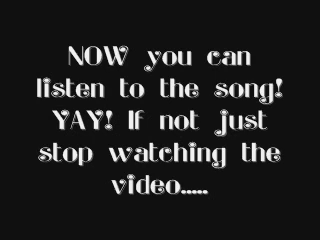 NOW you can
listen to the song!
YAY! If not just
stop watching the
video.....